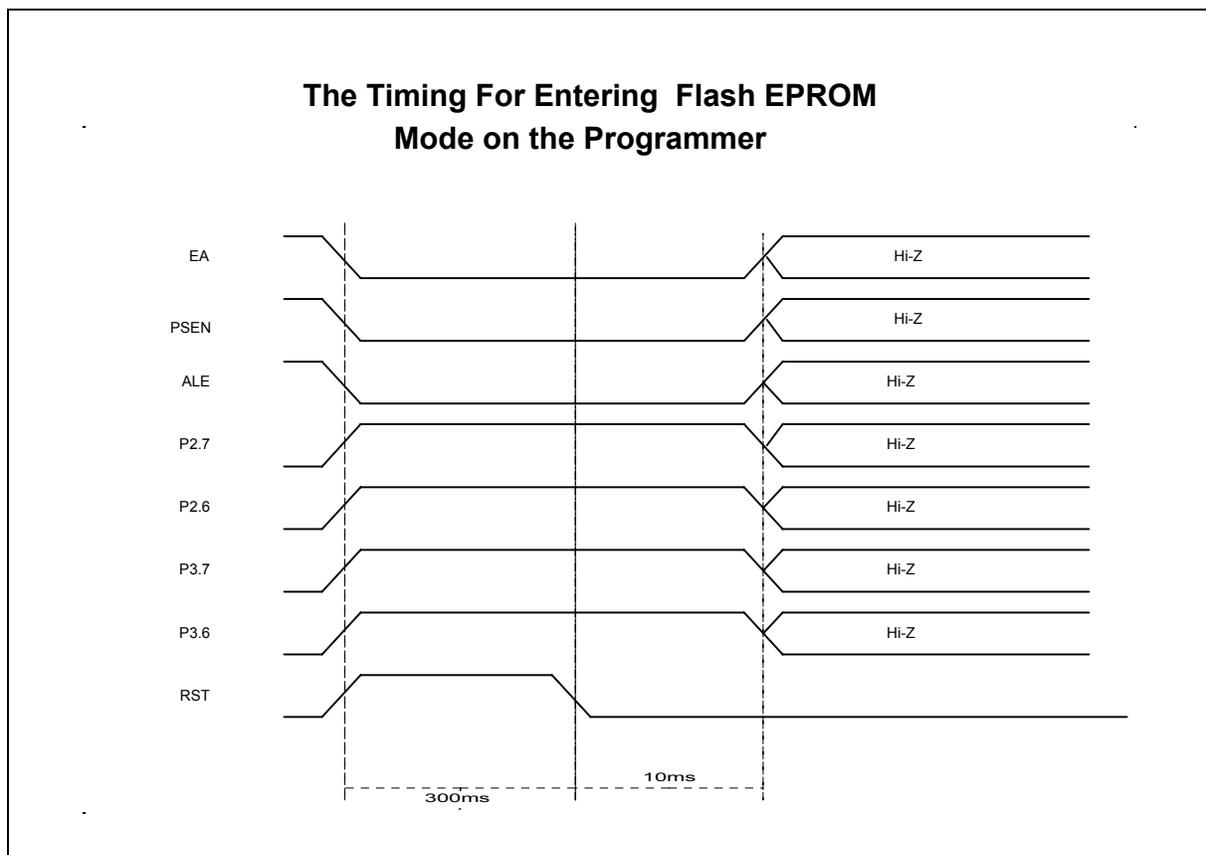 The Timing For Entering Flash EPROM
Mode on the Programmer
EA
Hi-Z
PSEN
Hi-Z
ALE
Hi-Z
P2.7
Hi-Z
P2.6
Hi-Z
P3.7
Hi-Z
P3.6
Hi-Z
RST
10ms
300ms